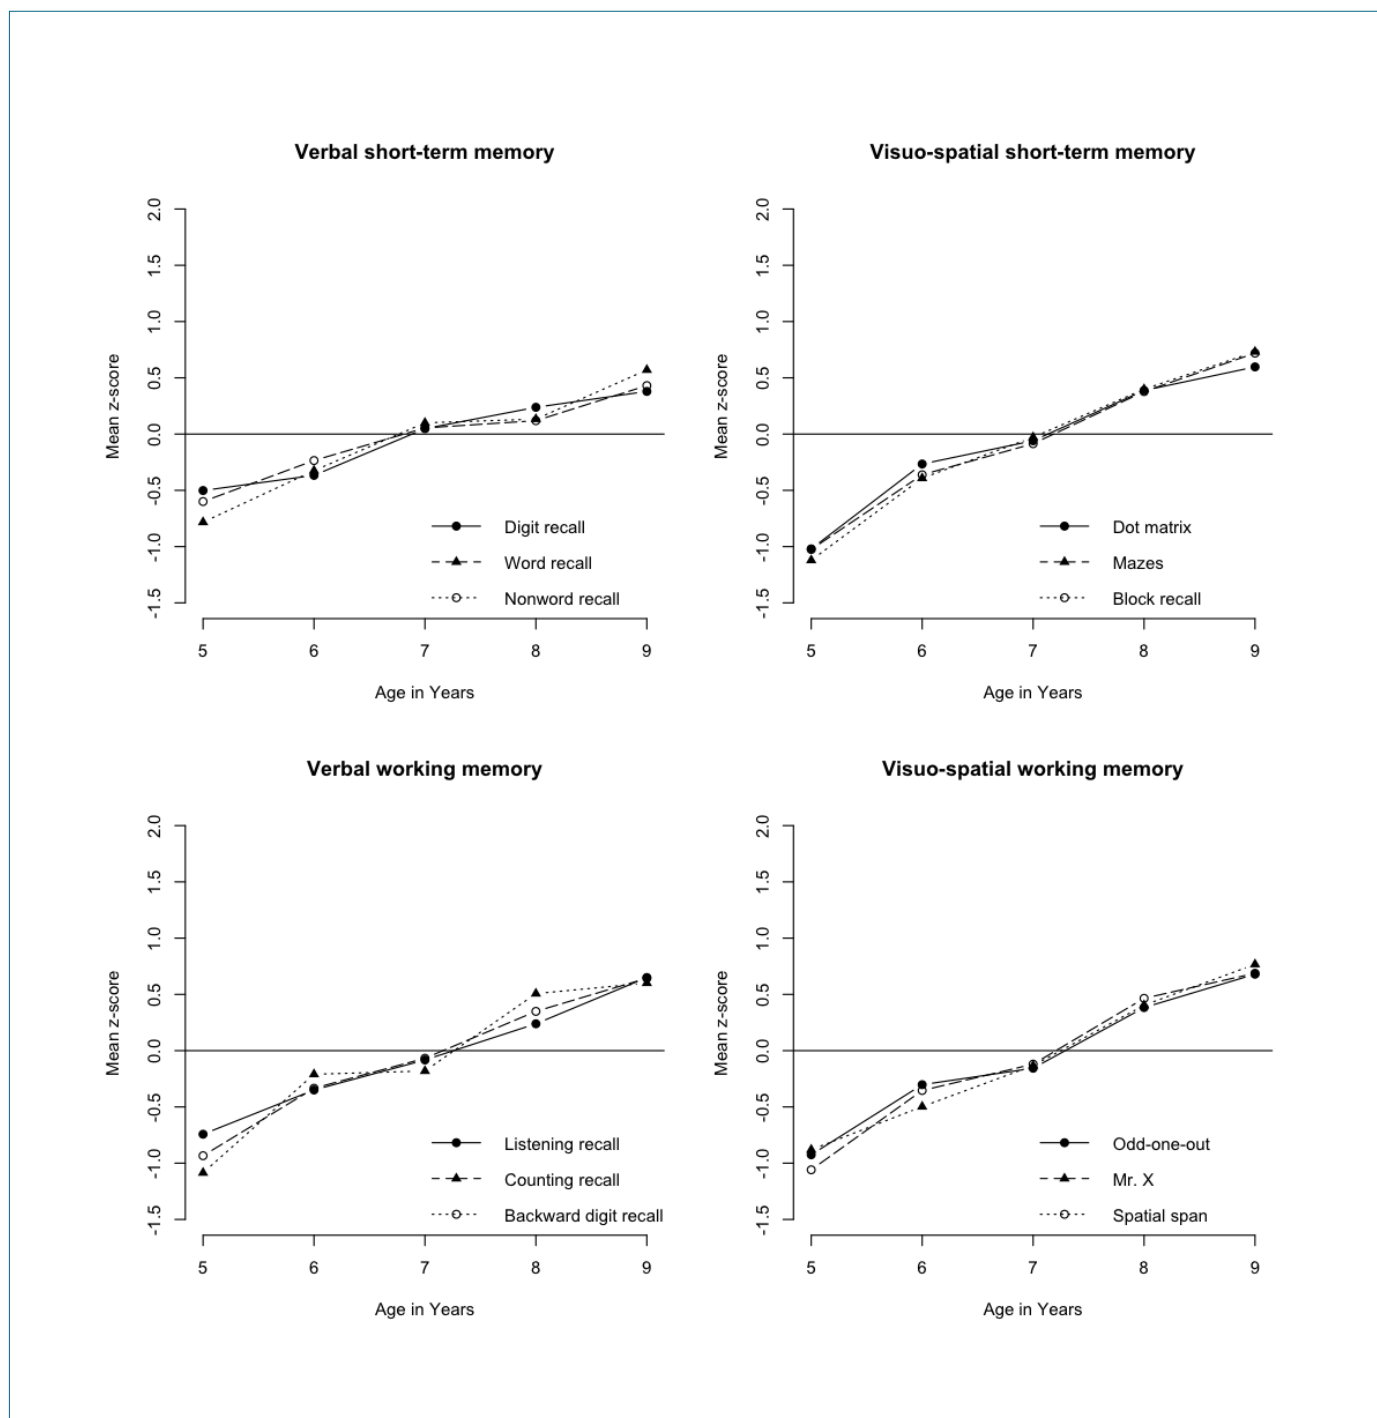 Verbal short-term memory
2.0
1.5
1.0
0.5
0.0
-0.5
-1.0
-1.5
Mean z-score
Digit recall
Word recall
Nonword recall
5 6 7 8 9
Age in Years
Visuo-spatial short-term memory
2.0
1.5
1.0
0.5
0.0
-0.5
-1.0
-1.5
Mean z-score
Dot matrix
Mazes
Block recall
5 6 7 8 9
Age in Years
Verbal working memory
2.0
1.5
1.0
0.5
0.0
-0.5
-1.0
-1.5
Mean z-score
Listening recall
Counting recall
Backward digit recall
5 6 7 8 9
Age in Years
Visuo-spatial working memory
2.0
1.5
1.0
0.5
0.0
-0.5
-1.0
-1.5
Mean z-score
Odd-one-out
Mr. X
Spatial span
5 6 7 8 9
Age in Years